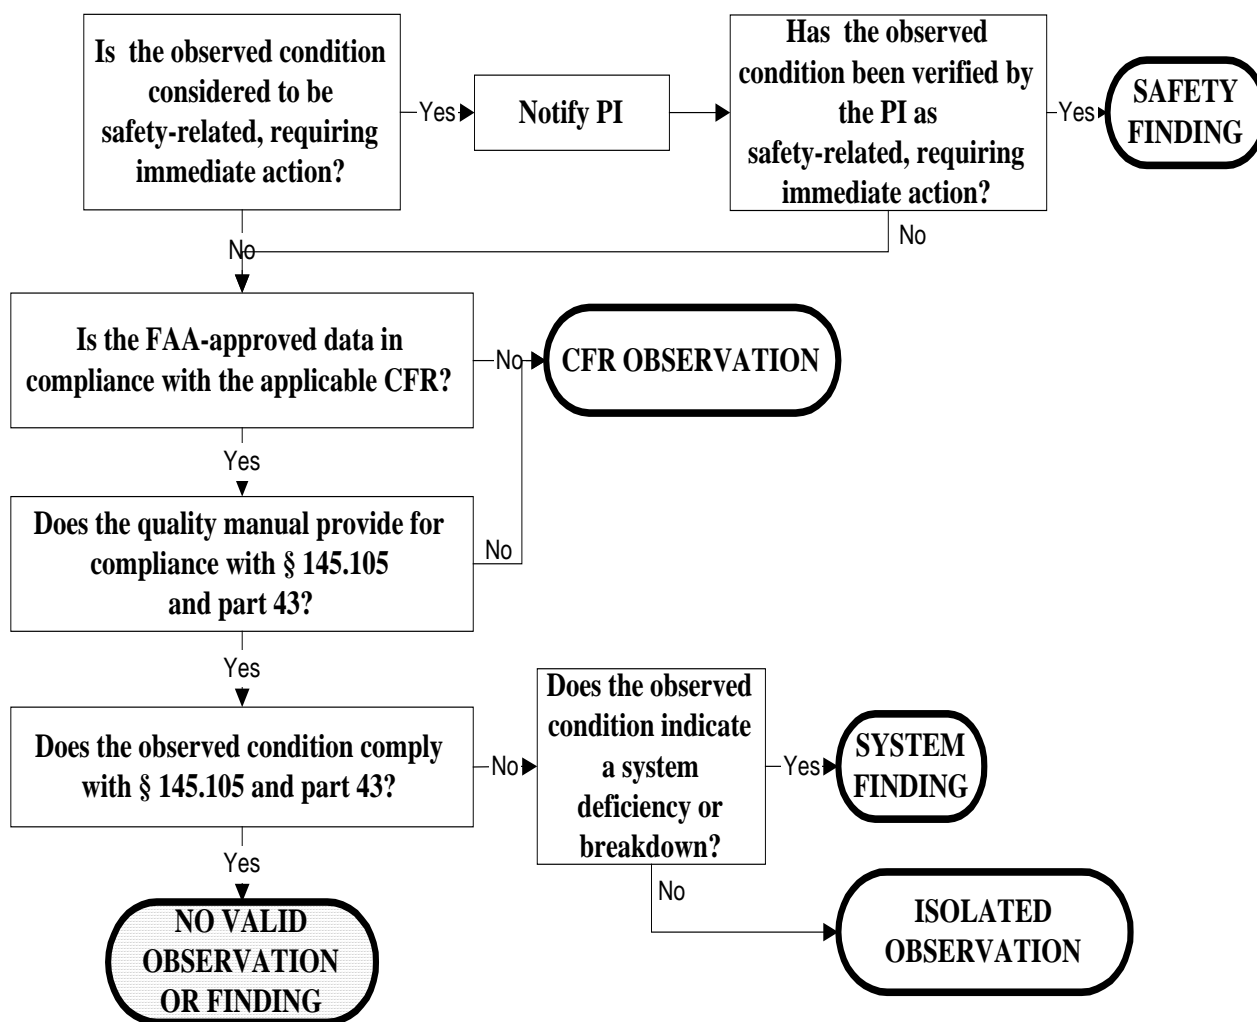 Is the observed condition
considered to be
safety-related, requiring
immediate action?
Yes
Notify PI
Has the observed
condition been verified by
the PI as
safety-related, requiring
immediate action?
Yes
SAFETY
FINDING
No
No
Is the FAA-approved data in
compliance with the applicable CFR?
No
CFR OBSERVATION
Yes
Does the quality manual provide for
compliance with § 145.105
and part 43?
No
Yes
Does the observed condition comply
with § 145.105 and part 43?
No
Does the observed
condition indicate
a system
deficiency or
breakdown?
Yes
SYSTEM
FINDING
Yes
No
NO VALID
OBSERVATION
OR FINDING
ISOLATED
OBSERVATION